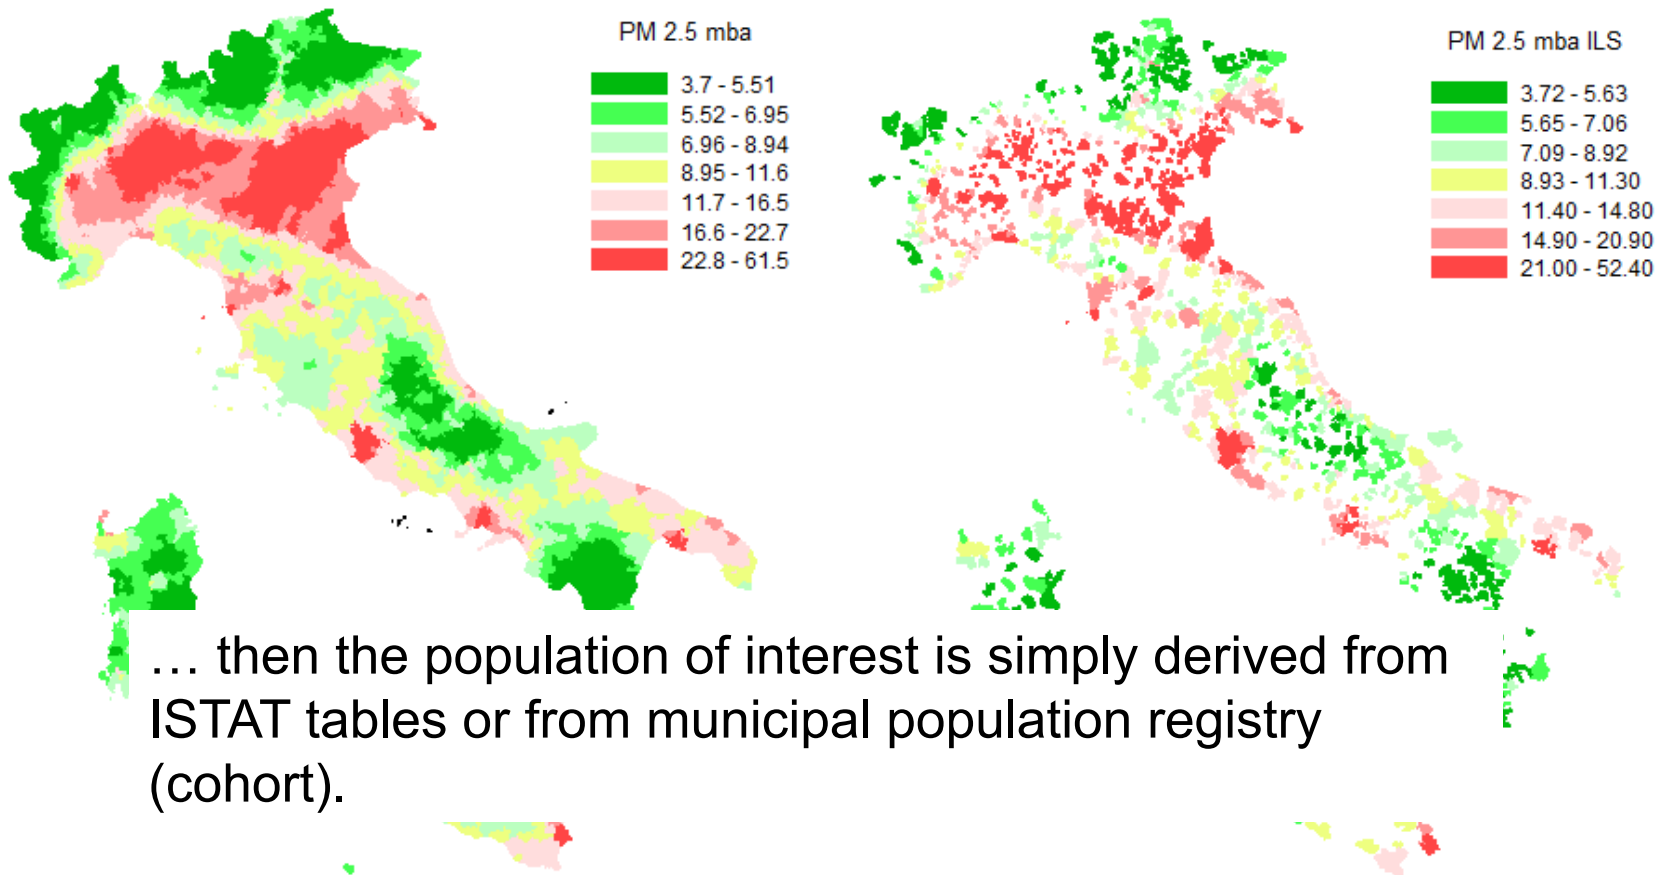 PM 2.5 mba
3.7 - 5.51
5.52 - 6.95
6.96 - 8.94
8.95 - 11.6
11.7 - 16.5
16.6 - 22.7
22.8 - 61.5
PM 2.5 mba ILS
3.72 - 5.63
5.65 - 7.06
7.09 - 8.92
8.93 - 11.30
11.40 - 14.80
14.90 - 20.90
21.00 - 52.40
… then the population of interest is simply derived from
ISTAT tables or from municipal population registry
(cohort).